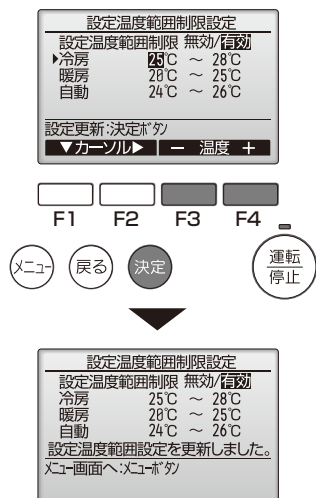 設定温度範囲制限設定
設定温度範囲制限 無効/有効
▶冷房 25℃ ～ 28℃
暖房 20℃ ～ 25℃
自動 24℃ ～ 26℃
設定更新:決定ボタン
▼カーソル▶ － 温度 ＋
F1 F2 F3 F4
メニュー 戻る 決定 運転
停止
設定温度範囲制限設定
設定温度範囲制限 無効/有効
冷房 25℃ ～ 28℃
暖房 20℃ ～ 25℃
自動 24℃ ～ 26℃
設定温度範囲設定を更新しました。
メニュー画面へ:メニューボタン